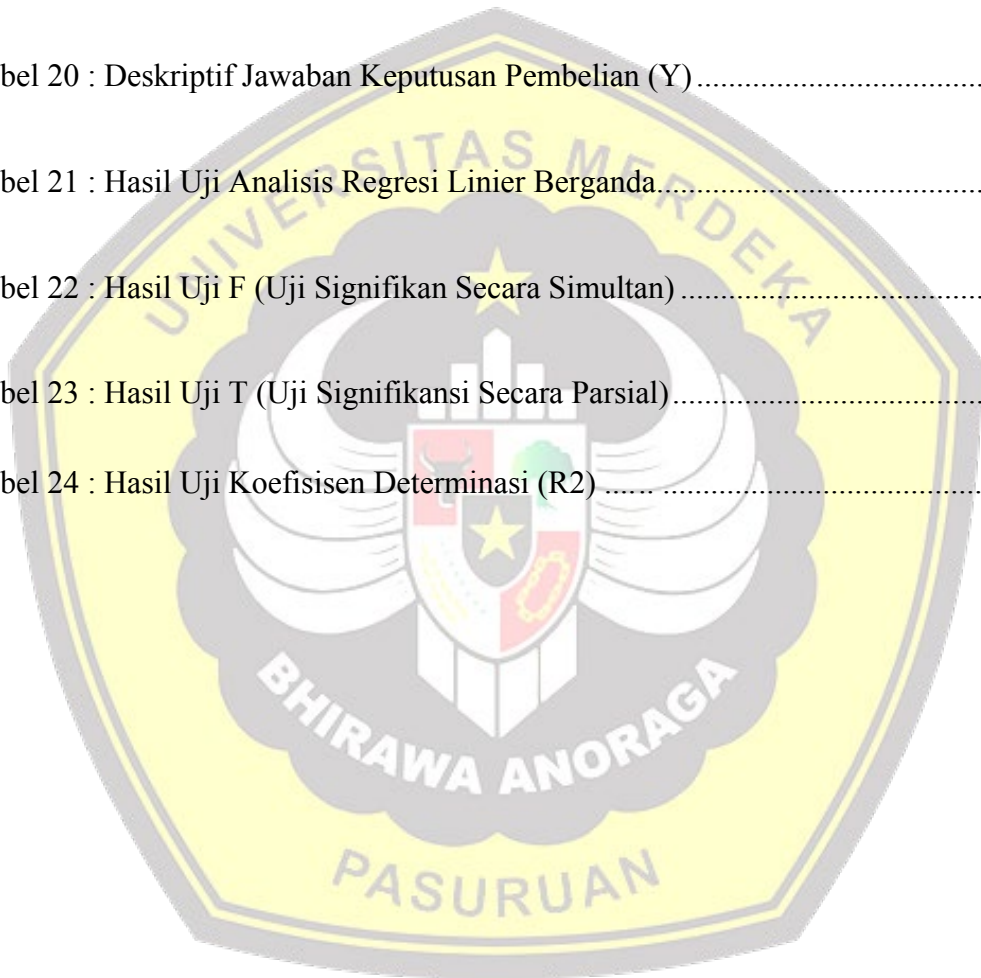 bel 20 : Deskriptif Jawaban Keputusan Pembelian (Y)..................................
bel 21 : Hasil Uji Analisis Regresi Linier Berganda......................................
bel 22 : Hasil Uji F (Uji Signifikan Secara Simultan)....................................
bel 23 : Hasil Uji T (Uji Signifikansi Secara Parsial).....................................
bel 24 : Hasil Uji Koefisisen Determinasi (R2) ...... ......................................
UNIVERSITAS MERDEKA
BHIRAWA ANORAGA
PASURUAN